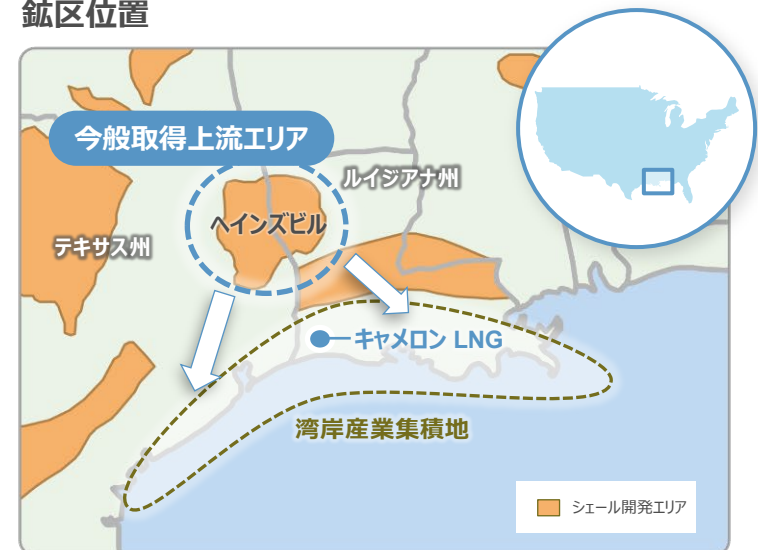 鉱区位置
今般取得上流エリア
ルイジアナ州
ヘインズビル
テキサス州
キャメロン LNG
湾岸産業集積地
シェール開発エリア